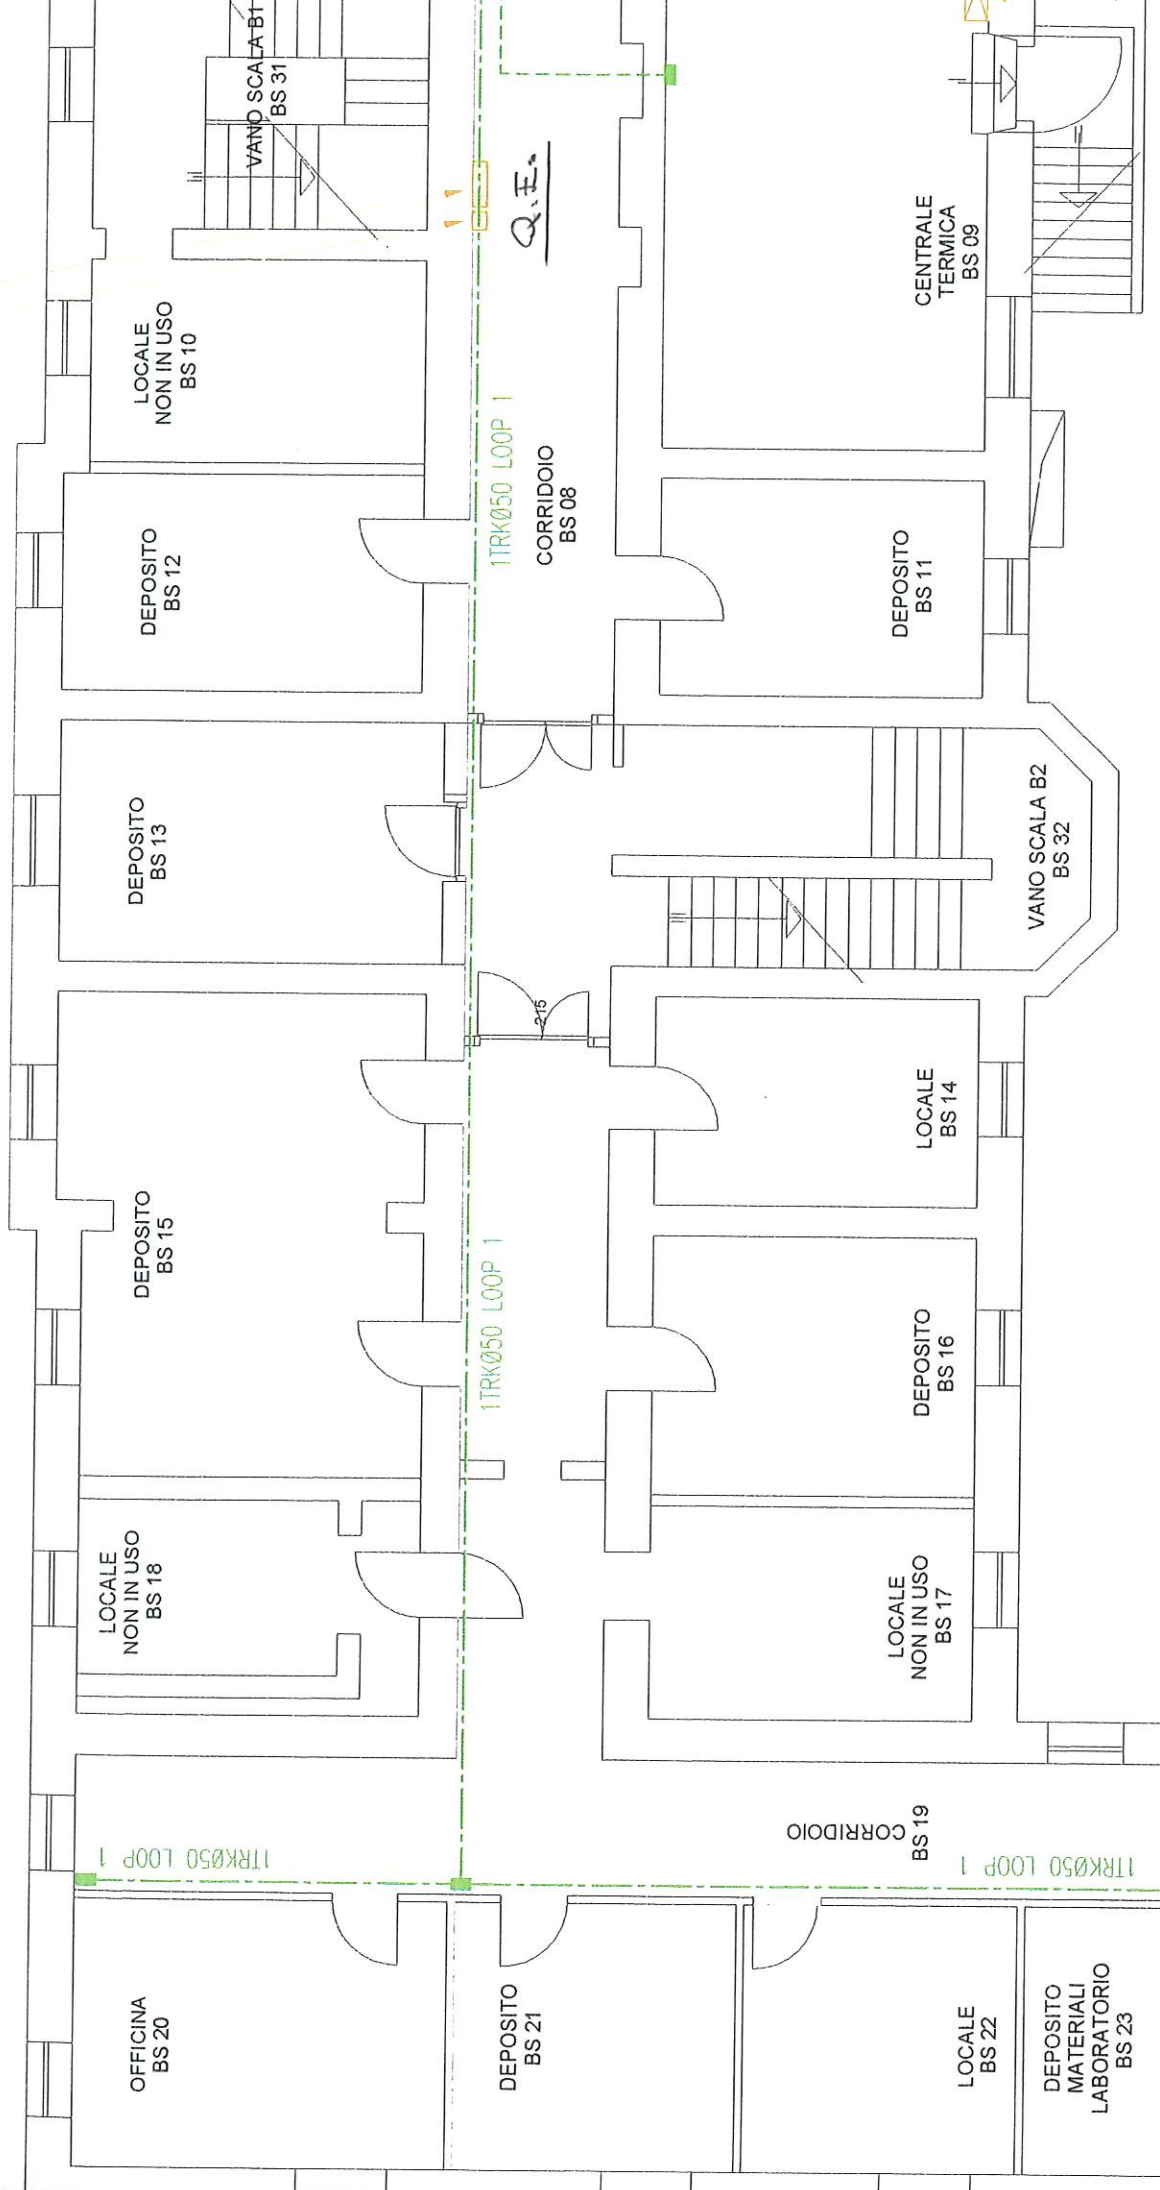 VANO SCALA B1
BS 31
Q.E.
CENTRALE
TERMICA
BS 09
LOCALE
NON IN USO
BS 10
1TRKØ50 LOOP 1
CORRIDOIO
BS 08
DEPOSITO
BS 12
DEPOSITO
BS 11
DEPOSITO
BS 13
VANO SCALA B2
BS 32
215
LOCALE
BS 14
DEPOSITO
BS 15
1TRKØ50 LOOP 1
DEPOSITO
BS 16
LOCALE
NON IN USO
BS 18
LOCALE
NON IN USO
BS 17
CORRIDOIO
BS 19
1TRKØ50 LOOP 1
1TRKØ50 LOOP 1
OFFICINA
BS 20
DEPOSITO
BS 21
LOCALE
BS 22
DEPOSITO
MATERIALI
LABORATORIO
BS 23